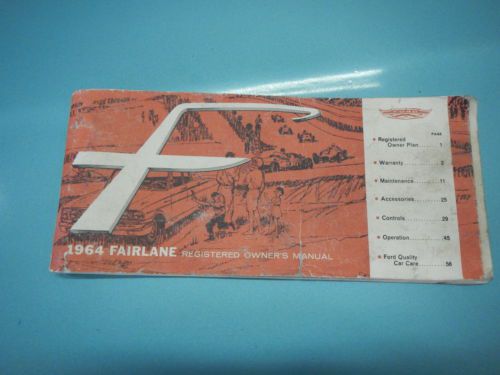 F
1964 FAIRLANE REGISTERED OWNER'S MANUAL
PAGE
• Registered
Owner Plan...... 1
• Warranty.......... 2
• Maintenance.......11
• Accessories........25
• Controls...........29
• Operation..........45
• Ford Quality
Car Care..........56